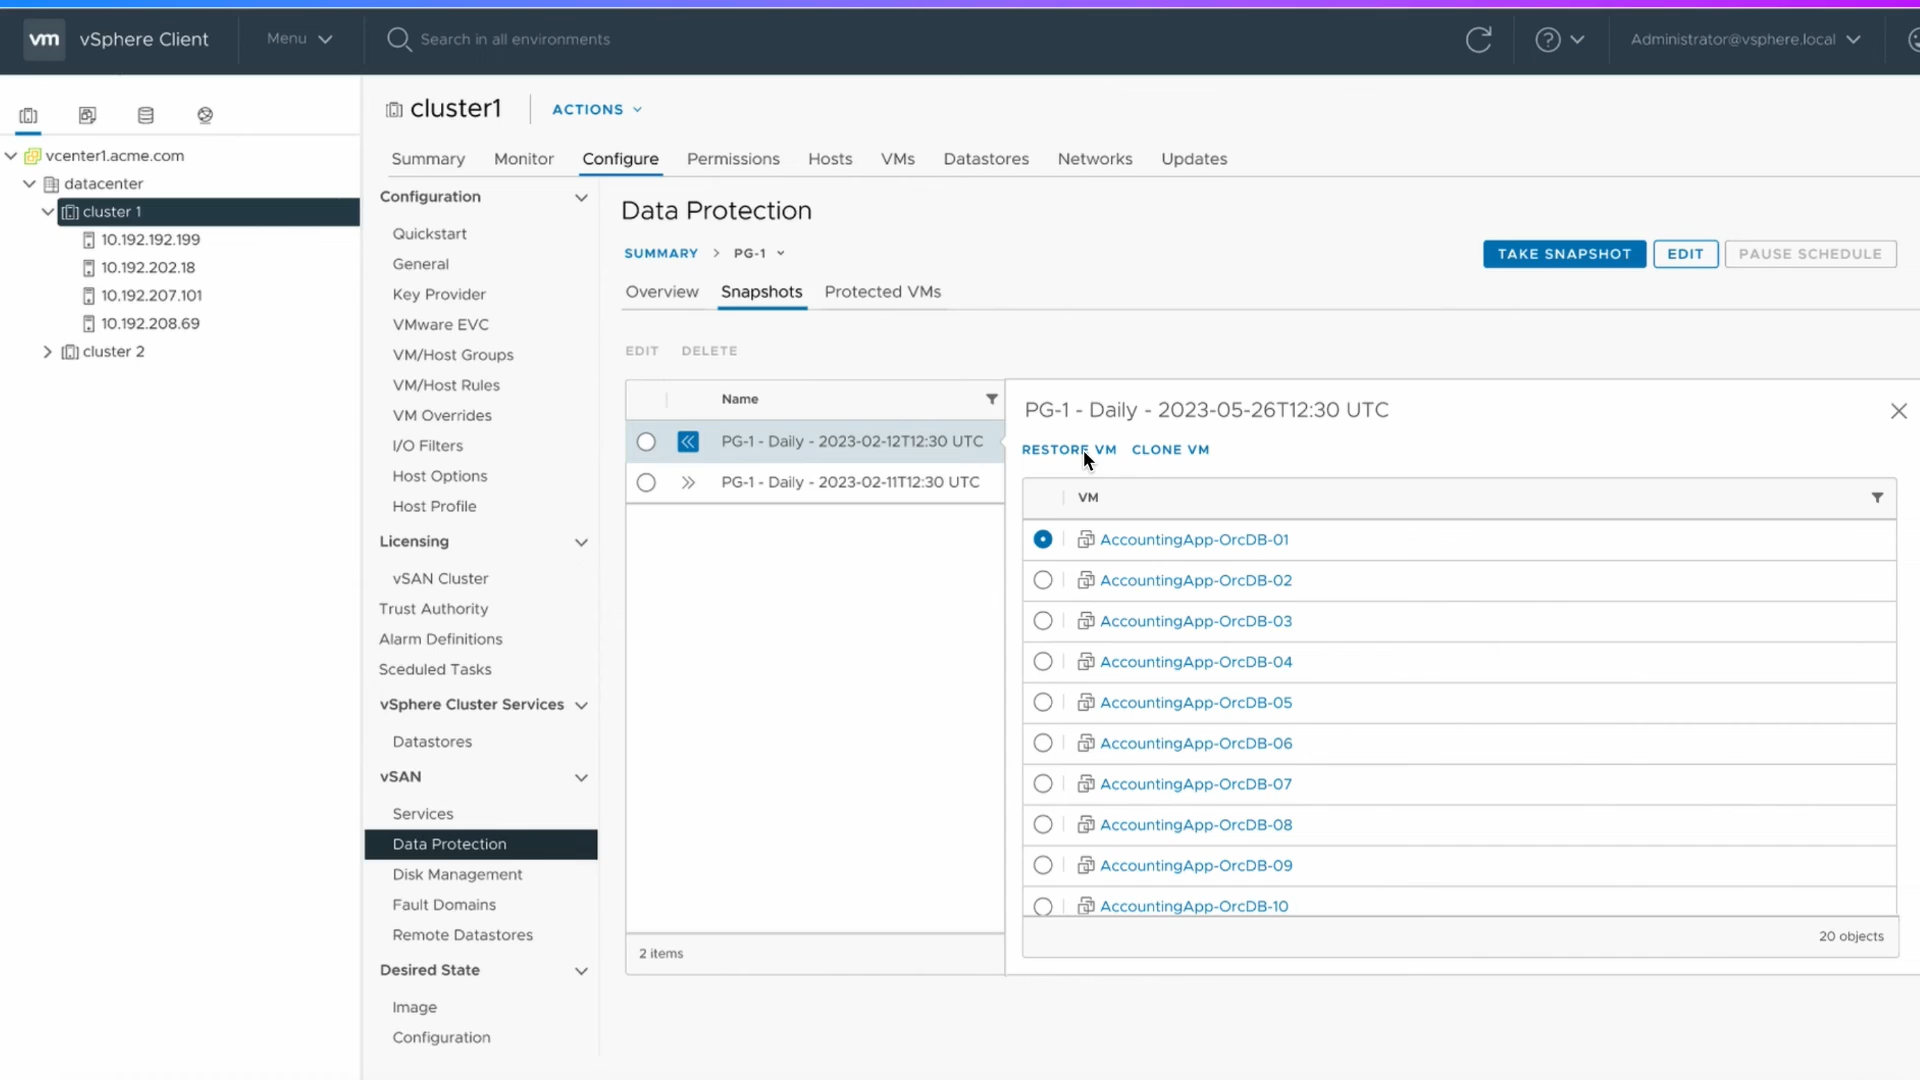 vm vSphere Client Menu Search in all environments Administrator@vsphere.local
vcenter1.acme.com
datacenter
cluster 1
10.192.192.199
10.192.202.18
10.192.207.101
10.192.208.69
cluster 2
cluster1 ACTIONS
Summary Monitor Configure Permissions Hosts VMs Datastores Networks Updates
Configuration
Quickstart
General
Key Provider
VMware EVC
VM/Host Groups
VM/Host Rules
VM Overrides
I/O Filters
Host Options
Host Profile
Licensing
vSAN Cluster
Trust Authority
Alarm Definitions
Sceduled Tasks
vSphere Cluster Services
Datastores
vSAN
Services
Data Protection
Disk Management
Fault Domains
Remote Datastores
Desired State
Image
Configuration
Data Protection
SUMMARY > PG-1 TAKE SNAPSHOT EDIT PAUSE SCHEDULE
Overview Snapshots Protected VMs
EDIT DELETE
Name
PG-1 - Daily - 2023-02-12T12:30 UTC
PG-1 - Daily - 2023-02-11T12:30 UTC
2 items
PG-1 - Daily - 2023-05-26T12:30 UTC
RESTORE VM CLONE VM
VM
AccountingApp-OrcDB-01
AccountingApp-OrcDB-02
AccountingApp-OrcDB-03
AccountingApp-OrcDB-04
AccountingApp-OrcDB-05
AccountingApp-OrcDB-06
AccountingApp-OrcDB-07
AccountingApp-OrcDB-08
AccountingApp-OrcDB-09
AccountingApp-OrcDB-10
20 objects